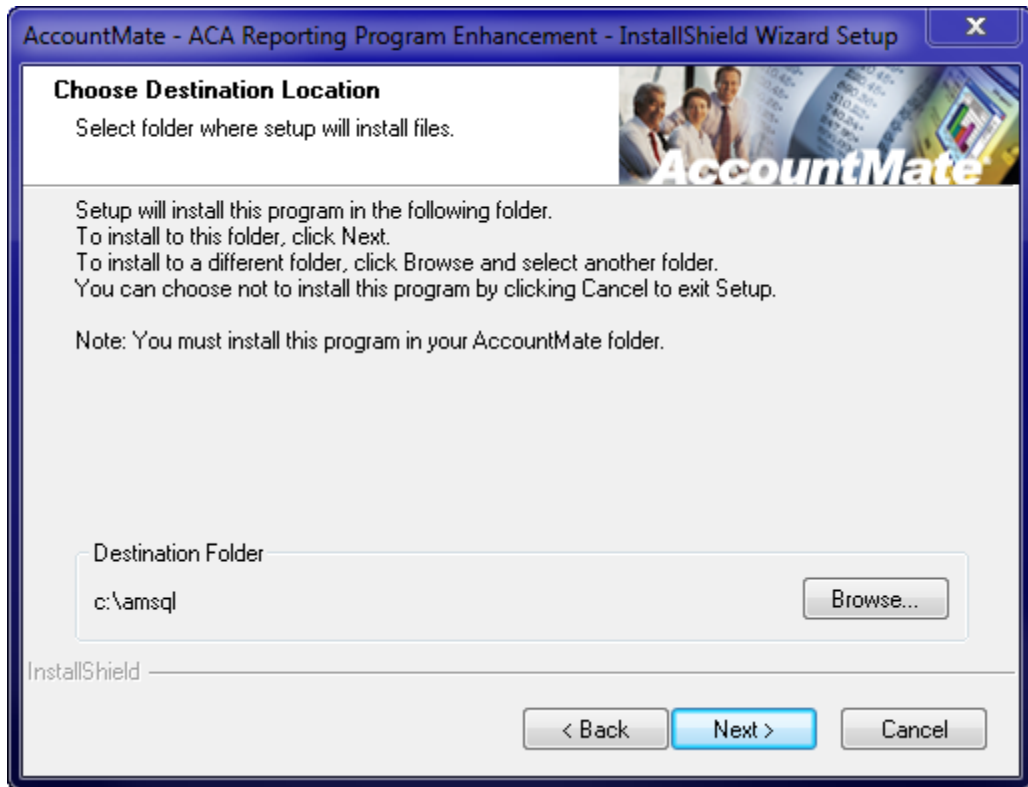 AccountMate - ACA Reporting Program Enhancement - InstallShield Wizard Setup
X
Choose Destination Location
Select folder where setup will install files.
AccountMate
Setup will install this program in the following folder.
To install to this folder, click Next.
To install to a different folder, click Browse and select another folder.
You can choose not to install this program by clicking Cancel to exit Setup.
Note: You must install this program in your AccountMate folder.
Destination Folder
c:\amsql
Browse...
InstallShield
< Back
Next >
Cancel